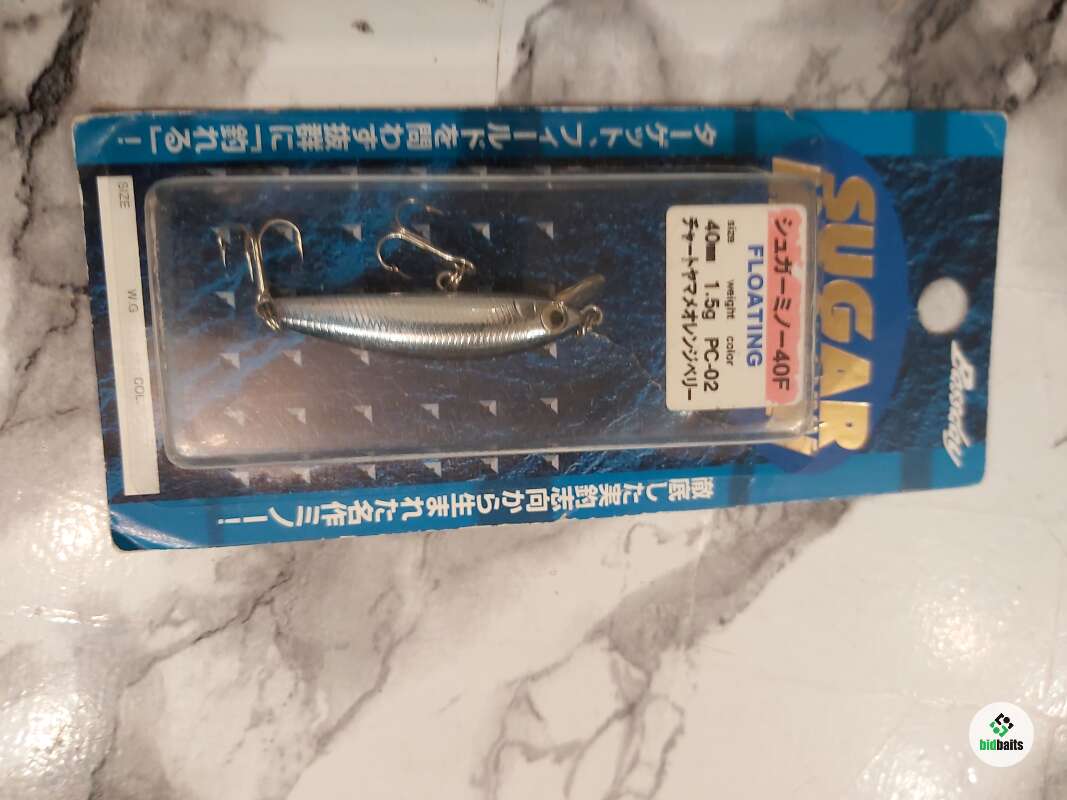 Bassday
SUGAR
徹底した実釣志向から生まれた名作ミノー!
ターゲット、フィールドを問わず抜群に「釣れる」!
シュガーミノー40F
FLOATING
size weight color
40mm 1.5g PC-02
チャートヤマメオレンジベリー
SIZE W.G COL.
bidbaits